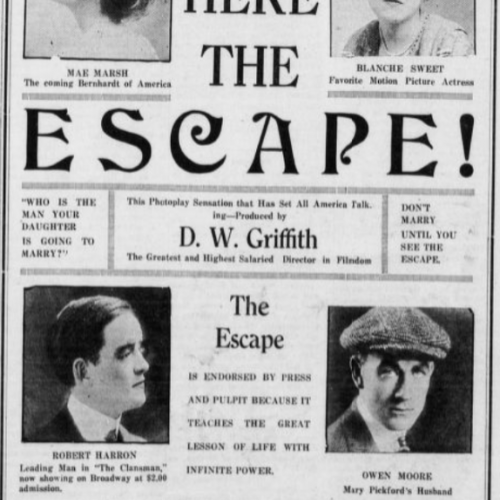 HERE
THE
MAE MARSH
The coming Bernhardt of America
BLANCHE SWEET
Favorite Motion Picture Actress
ESCAPE!
"WHO IS THE
MAN YOUR
DAUGHTER
IS GOING TO
MARRY?"
This Photoplay Sensation that Has Set All America Talk-
ing—Produced by
D. W. Griffith
The Greatest and Highest Salaried Director in Filmdom
DON'T
MARRY
UNTIL YOU
SEE THE
ESCAPE.
The
Escape
IS ENDORSED BY PRESS
AND PULPIT BECAUSE IT
TEACHES THE GREAT
LESSON OF LIFE WITH
INFINITE POWER.
ROBERT HARRON
Leading Man in "The Clansman,"
now showing on Broadway at $2.00
admission.
OWEN MOORE
Mary Pickford's Husband